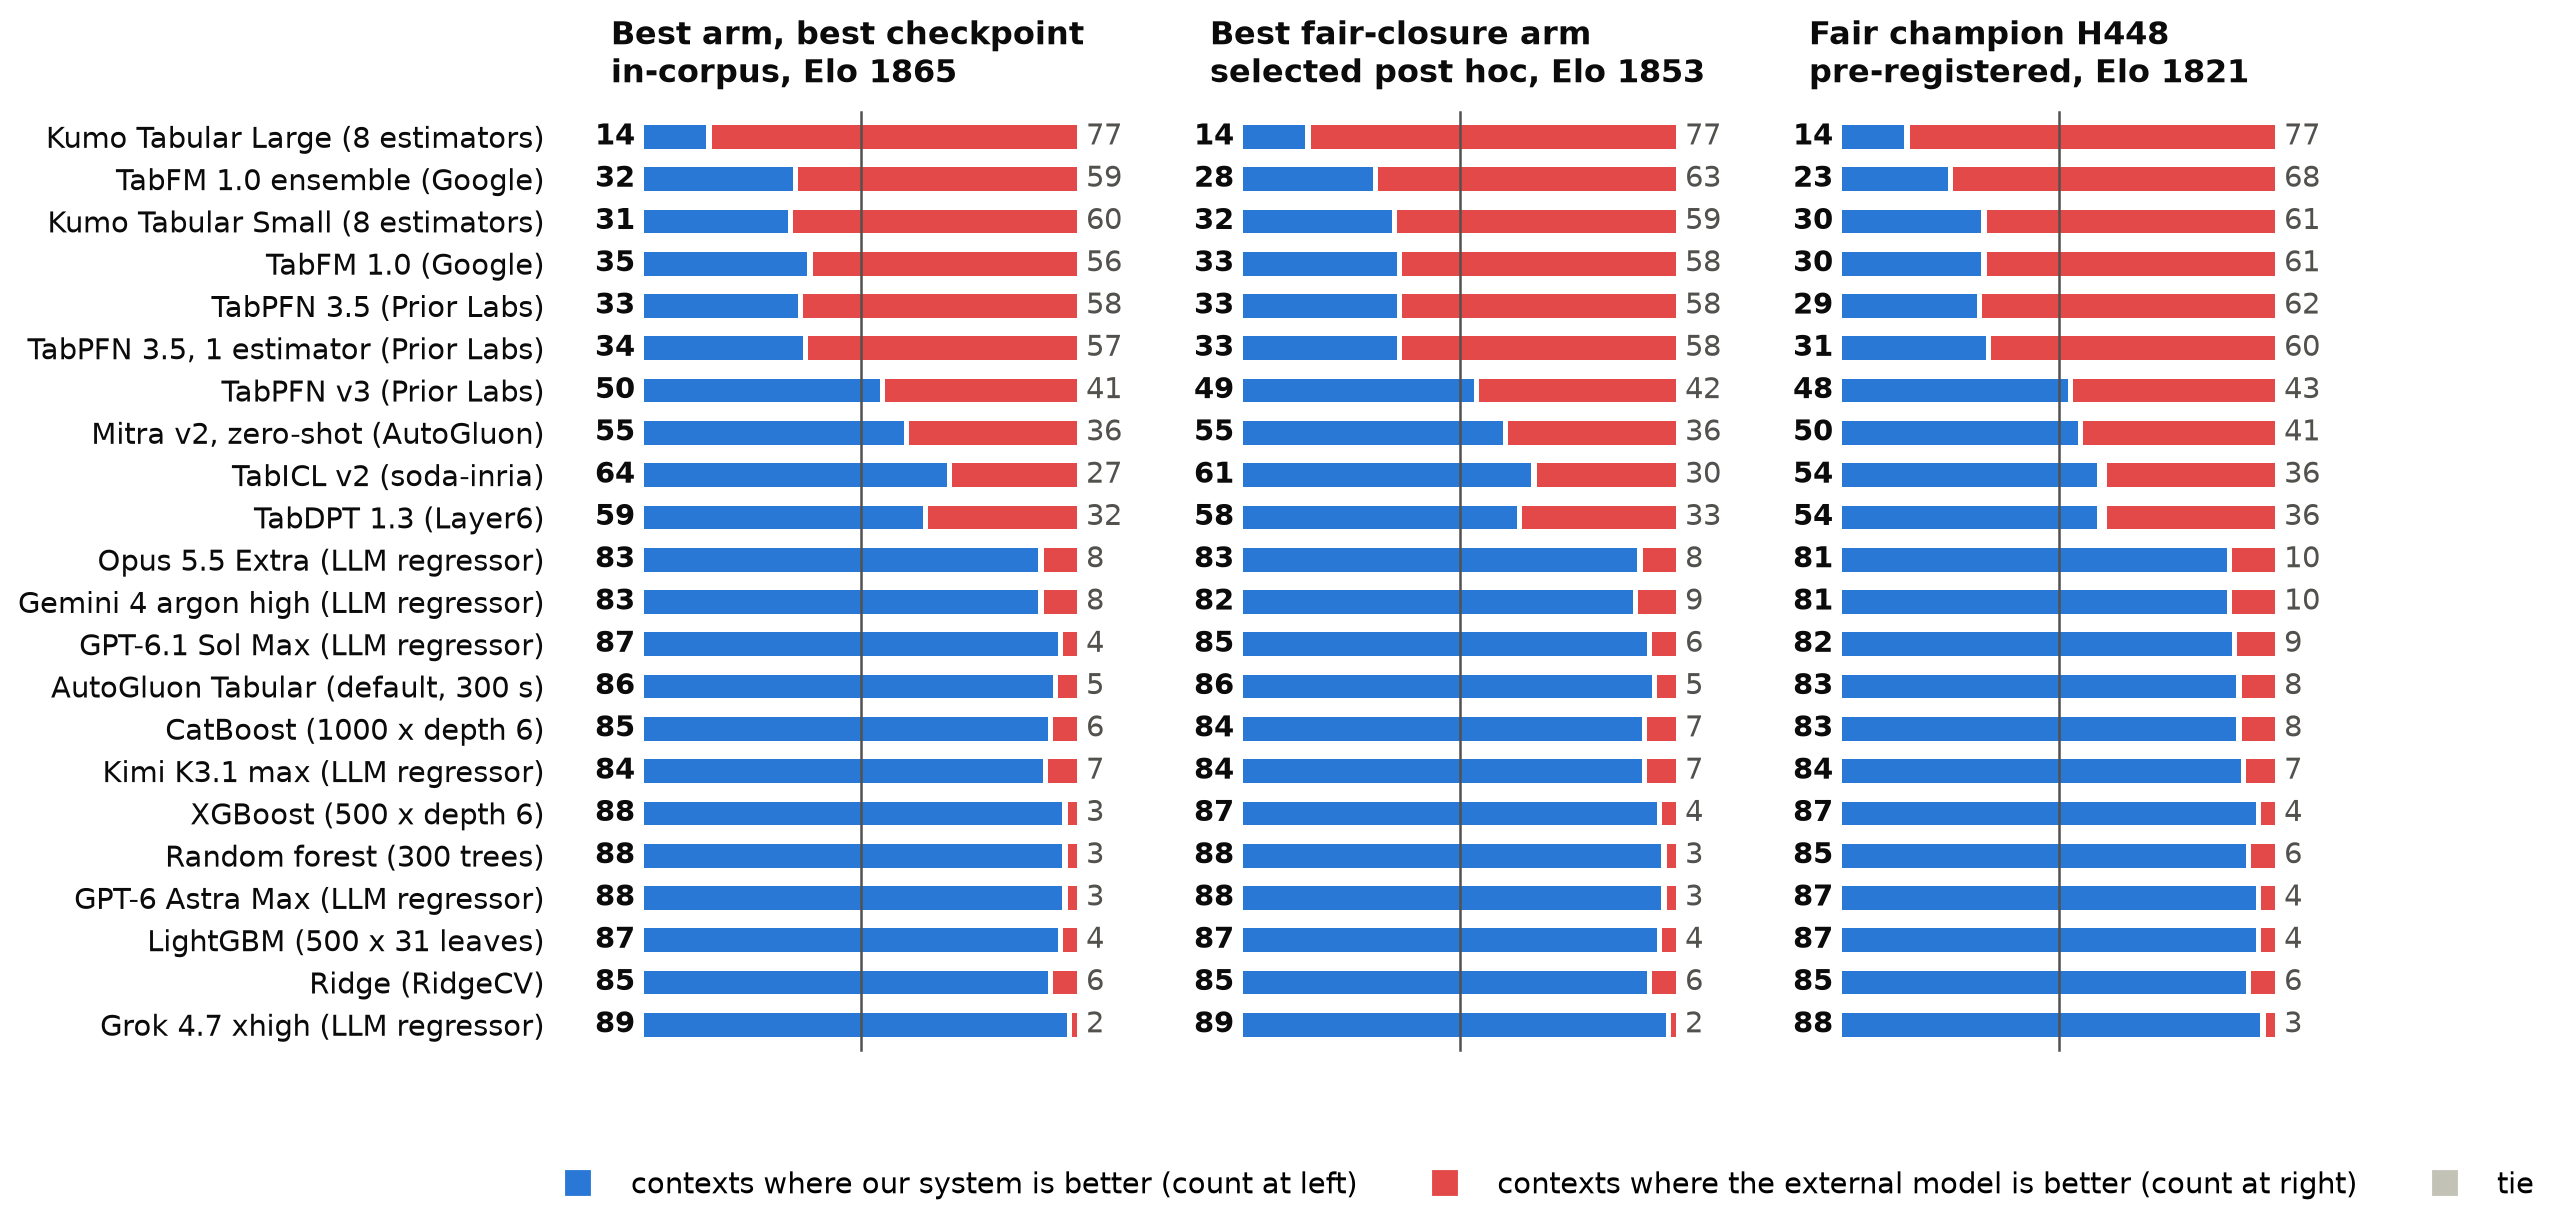 Best arm, best checkpoint
in-corpus, Elo 1865
Best fair-closure arm
selected post hoc, Elo 1853
Fair champion H448
pre-registered, Elo 1821
Kumo Tabular Large (8 estimators) 14 77 14 77 14 77
TabFM 1.0 ensemble (Google) 32 59 28 63 23 68
Kumo Tabular Small (8 estimators) 31 60 32 59 30 61
TabFM 1.0 (Google) 35 56 33 58 30 61
TabPFN 3.5 (Prior Labs) 33 58 33 58 29 62
TabPFN 3.5, 1 estimator (Prior Labs) 34 57 33 58 31 60
TabPFN v3 (Prior Labs) 50 41 49 42 48 43
Mitra v2, zero-shot (AutoGluon) 55 36 55 36 50 41
TabICL v2 (soda-inria) 64 27 61 30 54 36
TabDPT 1.3 (Layer6) 59 32 58 33 54 36
Opus 5.5 Extra (LLM regressor) 83 8 83 8 81 10
Gemini 4 argon high (LLM regressor) 83 8 82 9 81 10
GPT-6.1 Sol Max (LLM regressor) 87 4 85 6 82 9
AutoGluon Tabular (default, 300 s) 86 5 86 5 83 8
CatBoost (1000 x depth 6) 85 6 84 7 83 8
Kimi K3.1 max (LLM regressor) 84 7 84 7 84 7
XGBoost (500 x depth 6) 88 3 87 4 87 4
Random forest (300 trees) 88 3 88 3 85 6
GPT-6 Astra Max (LLM regressor) 88 3 88 3 87 4
LightGBM (500 x 31 leaves) 87 4 87 4 87 4
Ridge (RidgeCV) 85 6 85 6 85 6
Grok 4.7 xhigh (LLM regressor) 89 2 89 2 88 3
contexts where our system is better (count at left) contexts where the external model is better (count at right) tie